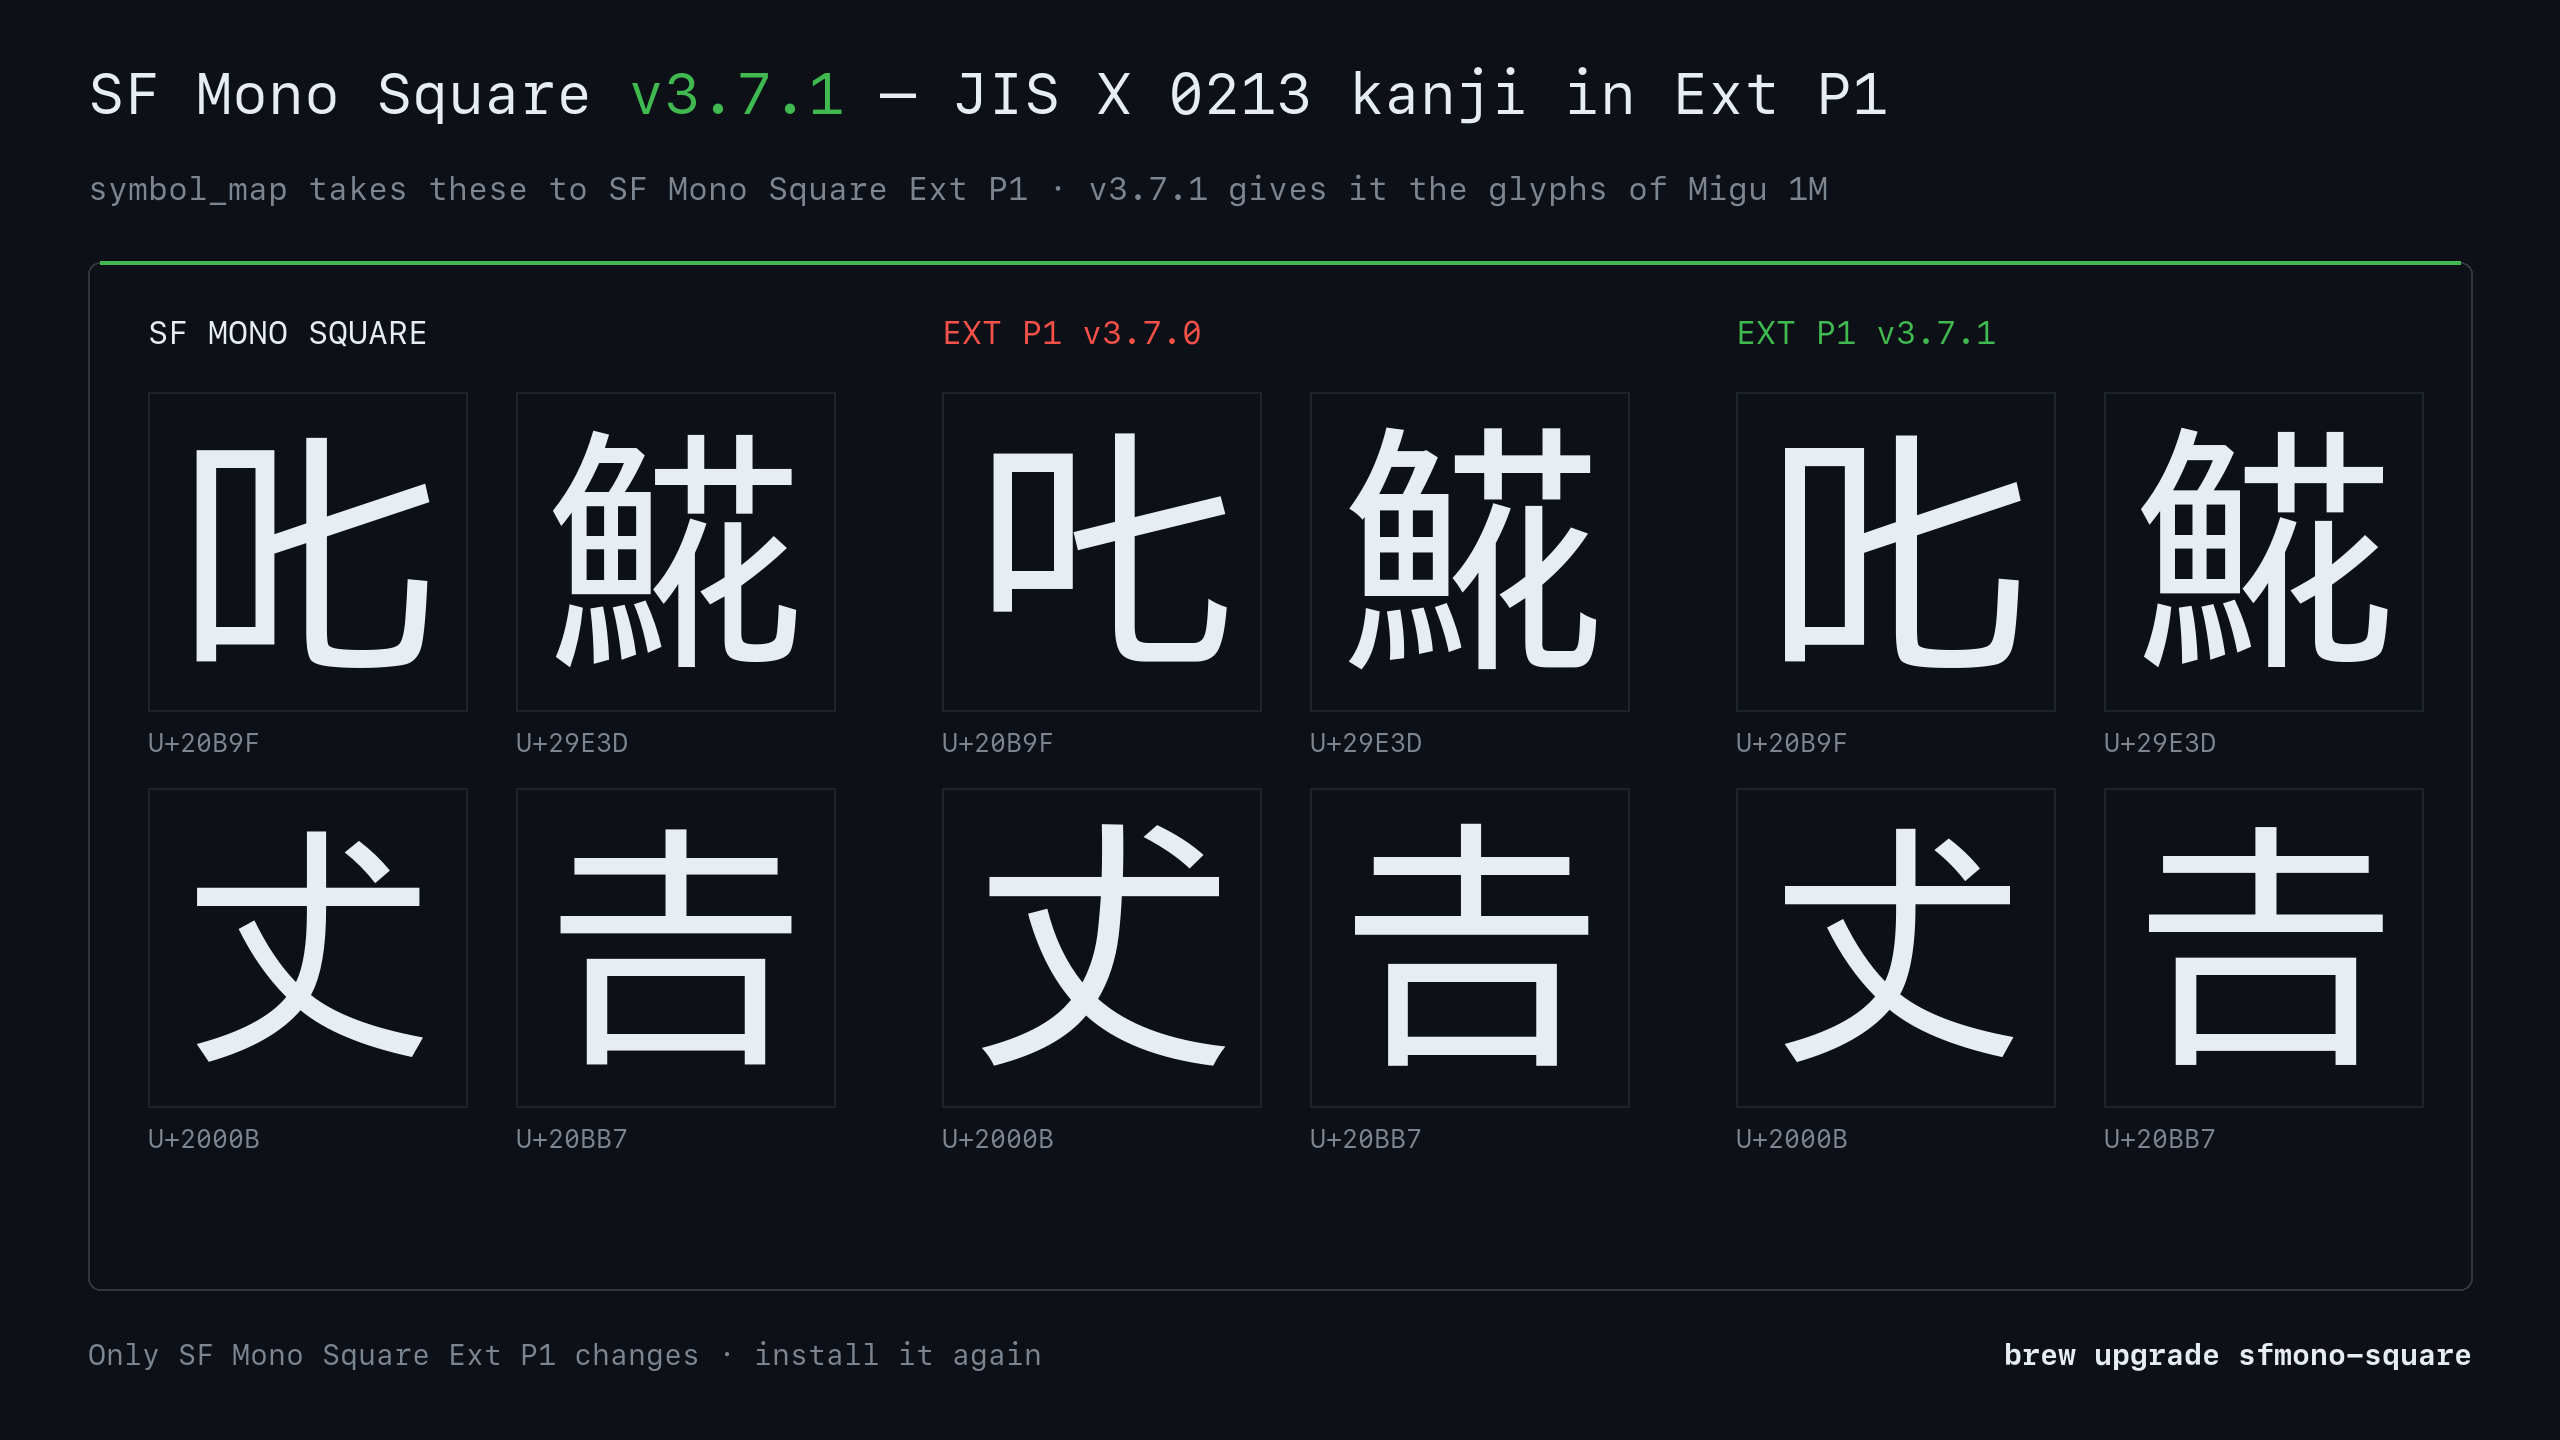 SF Mono Square v3.7.1 — JIS X 0213 kanji in Ext P1
symbol_map takes these to SF Mono Square Ext P1 · v3.7.1 gives it the glyphs of Migu 1M
SF MONO SQUARE EXT P1 v3.7.0 EXT P1 v3.7.1
𠮟 𩸽 𠮟 𩸽 𠮟 𩸽
U+20B9F U+29E3D U+20B9F U+29E3D U+20B9F U+29E3D
𠀋 𠮷 𠀋 𠮷 𠀋 𠮷
U+2000B U+20BB7 U+2000B U+20BB7 U+2000B U+20BB7
Only SF Mono Square Ext P1 changes · install it again
brew upgrade sfmono-square